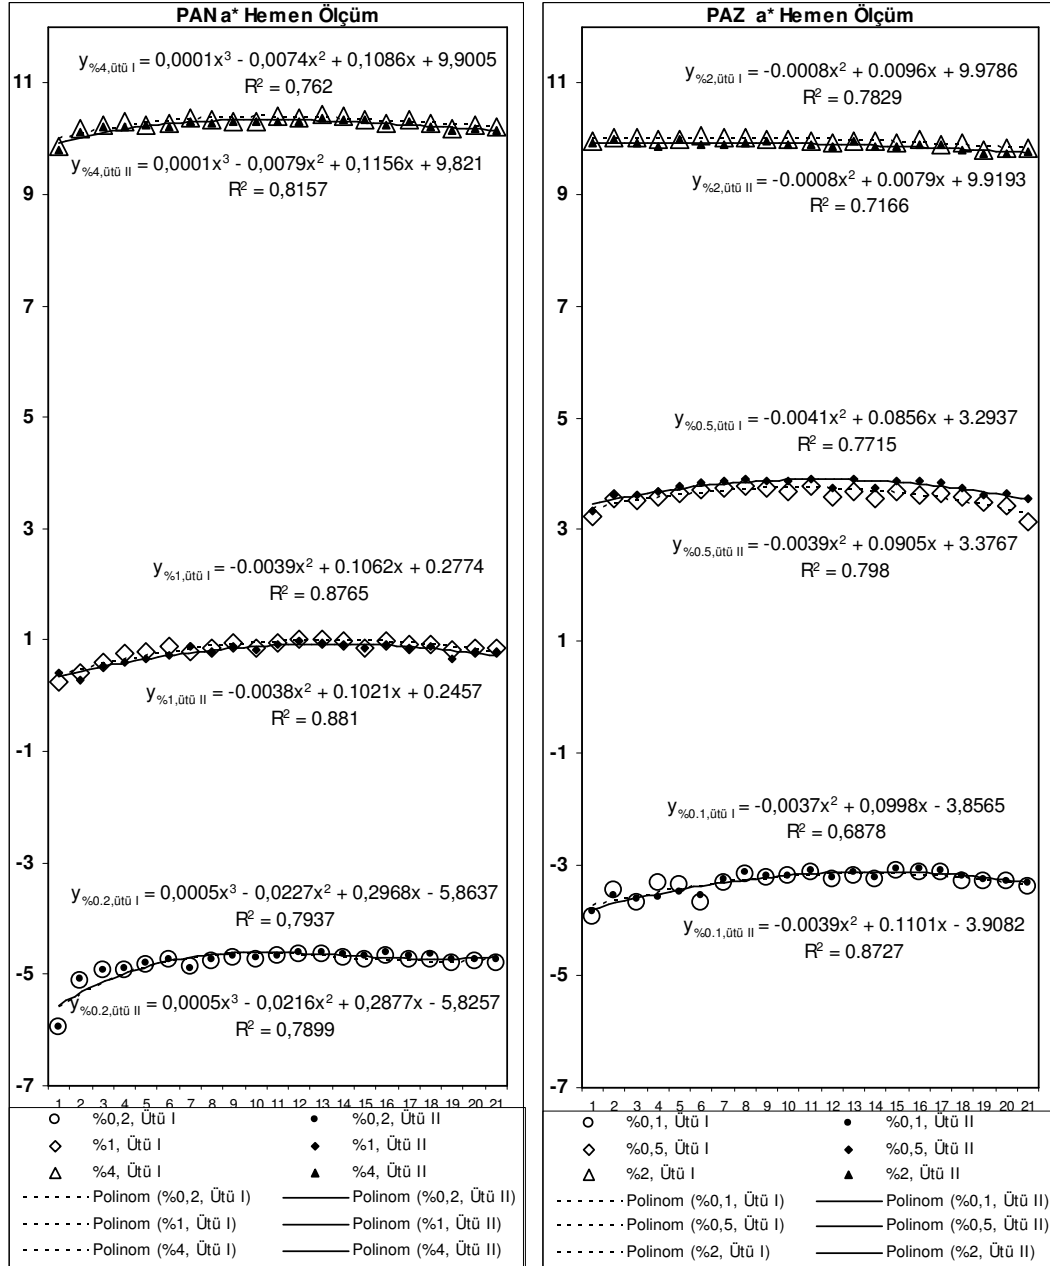 PAN a* Hemen Ölçüm
11
9
7
5
3
1
-1
-3
-5
-7
y%4,ütü I = 0,0001x³ - 0,0074x² + 0,1086x + 9,9005
R² = 0,762
y%4,ütü II = 0,0001x³ - 0,0079x² + 0,1156x + 9,821
R² = 0,8157
y%1,ütü I = -0.0039x² + 0.1062x + 0.2774
R² = 0.8765
y%1,ütü II = -0.0038x² + 0.1021x + 0.2457
R² = 0.881
y%0.2,ütü I = 0,0005x³ - 0,0227x² + 0,2968x - 5,8637
R² = 0,7937
y%0.2,ütü II = 0,0005x³ - 0,0216x² + 0,2877x - 5,8257
R² = 0,7899
1 2 3 4 5 6 7 8 9 10 11 12 13 14 15 16 17 18 19 20 21
%0,2, Ütü I %0,2, Ütü II
%1, Ütü I %1, Ütü II
%4, Ütü I %4, Ütü II
Polinom (%0,2, Ütü I) Polinom (%0,2, Ütü II)
Polinom (%1, Ütü I) Polinom (%1, Ütü II)
Polinom (%4, Ütü I) Polinom (%4, Ütü II)
PAZ a* Hemen Ölçüm
11
9
7
5
3
1
-1
-3
-5
-7
y%2,ütü I = -0.0008x² + 0.0096x + 9.9786
R² = 0.7829
y%2,ütü II = -0.0008x² + 0.0079x + 9.9193
R² = 0.7166
y%0.5,ütü I = -0.0041x² + 0.0856x + 3.2937
R² = 0.7715
y%0.5,ütü II = -0.0039x² + 0.0905x + 3.3767
R² = 0.798
y%0.1,ütü I = -0,0037x² + 0,0998x - 3,8565
R² = 0,6878
y%0.1,ütü II = -0.0039x² + 0.1101x - 3.9082
R² = 0.8727
1 2 3 4 5 6 7 8 9 10 11 12 13 14 15 16 17 18 19 20 21
%0,1, Ütü I %0,1, Ütü II
%0,5, Ütü I %0,5, Ütü II
%2, Ütü I %2, Ütü II
Polinom (%0,1, Ütü I) Polinom (%0,1, Ütü II)
Polinom (%0,5, Ütü I) Polinom (%0,5, Ütü II)
Polinom (%2, Ütü I) Polinom (%2, Ütü II)